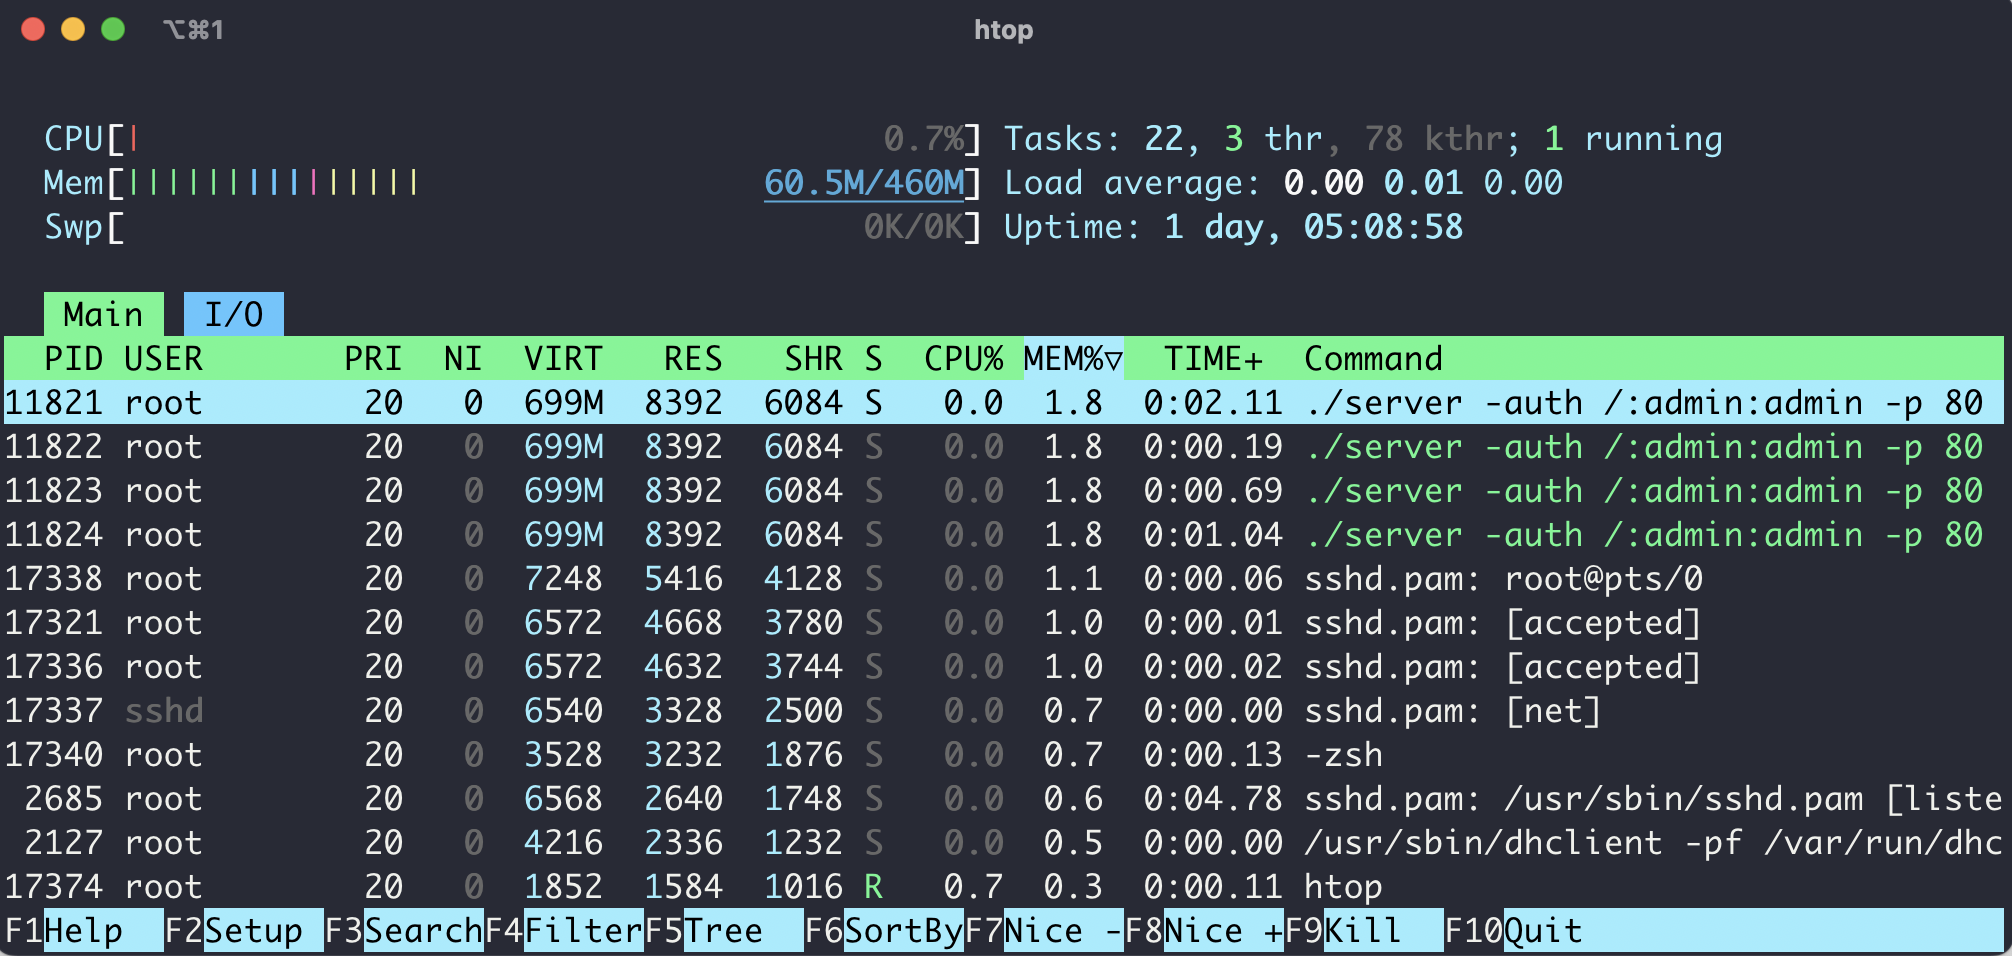 ⌥⌘1 htop
CPU[| 0.7%] Tasks: 22, 3 thr, 78 kthr; 1 running
Mem[||||||||||||||| 60.5M/460M] Load average: 0.00 0.01 0.00
Swp[ 0K/0K] Uptime: 1 day, 05:08:58
Main I/O
PID USER PRI NI VIRT RES SHR S CPU% MEM%▽ TIME+ Command
11821 root 20 0 699M 8392 6084 S 0.0 1.8 0:02.11 ./server -auth /:admin:admin -p 80
11822 root 20 0 699M 8392 6084 S 0.0 1.8 0:00.19 ./server -auth /:admin:admin -p 80
11823 root 20 0 699M 8392 6084 S 0.0 1.8 0:00.69 ./server -auth /:admin:admin -p 80
11824 root 20 0 699M 8392 6084 S 0.0 1.8 0:01.04 ./server -auth /:admin:admin -p 80
17338 root 20 0 7248 5416 4128 S 0.0 1.1 0:00.06 sshd.pam: root@pts/0
17321 root 20 0 6572 4668 3780 S 0.0 1.0 0:00.01 sshd.pam: [accepted]
17336 root 20 0 6572 4632 3744 S 0.0 1.0 0:00.02 sshd.pam: [accepted]
17337 sshd 20 0 6540 3328 2500 S 0.0 0.7 0:00.00 sshd.pam: [net]
17340 root 20 0 3528 3232 1876 S 0.0 0.7 0:00.13 -zsh
2685 root 20 0 6568 2640 1748 S 0.0 0.6 0:04.78 sshd.pam: /usr/sbin/sshd.pam [liste
2127 root 20 0 4216 2336 1232 S 0.0 0.5 0:00.00 /usr/sbin/dhclient -pf /var/run/dhc
17374 root 20 0 1852 1584 1016 R 0.7 0.3 0:00.11 htop
F1Help F2Setup F3SearchF4FilterF5Tree F6SortByF7Nice -F8Nice +F9Kill F10Quit